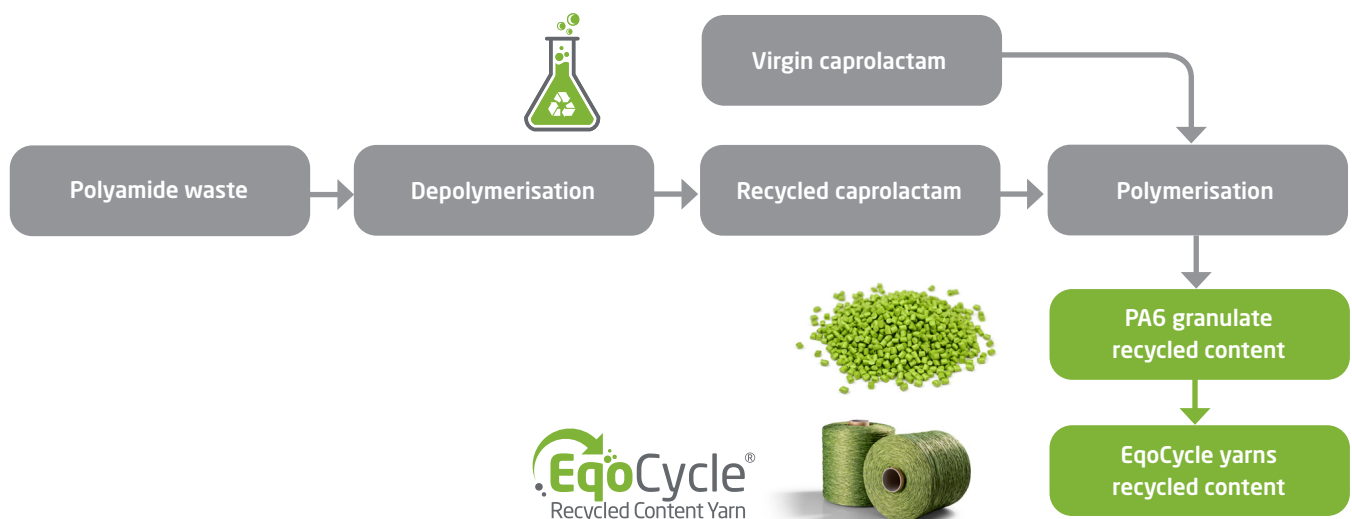 Virgin caprolactam
Polyamide waste
Depolymerisation
Recycled caprolactam
Polymerisation
PA6 granulate
recycled content
EqoCycle®
Recycled Content Yarn
EqoCycle yarns
recycled content